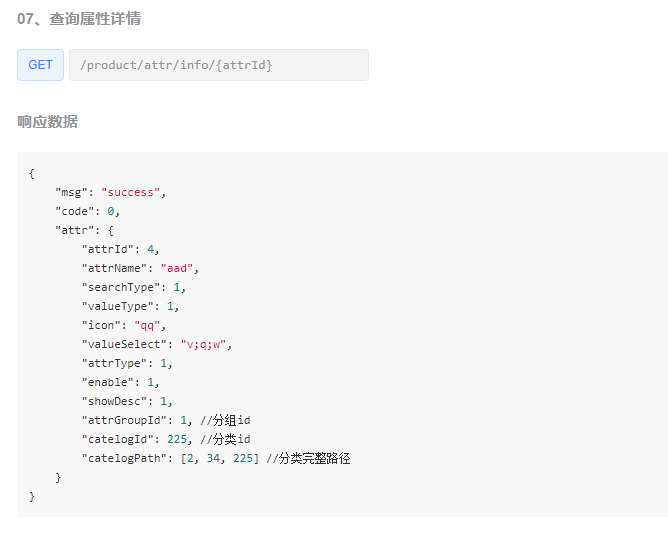 07、查询属性详情
GET /product/attr/info/{attrId}
响应数据
{
    "msg": "success",
    "code": 0,
    "attr": {
        "attrId": 4,
        "attrName": "aad",
        "searchType": 1,
        "valueType": 1,
        "icon": "qq",
        "valueSelect": "v;q;w",
        "attrType": 1,
        "enable": 1,
        "showDesc": 1,
        "attrGroupId": 1, //分组id
        "catelogId": 225, //分类id
        "catelogPath": [2, 34, 225] //分类完整路径
    }
}